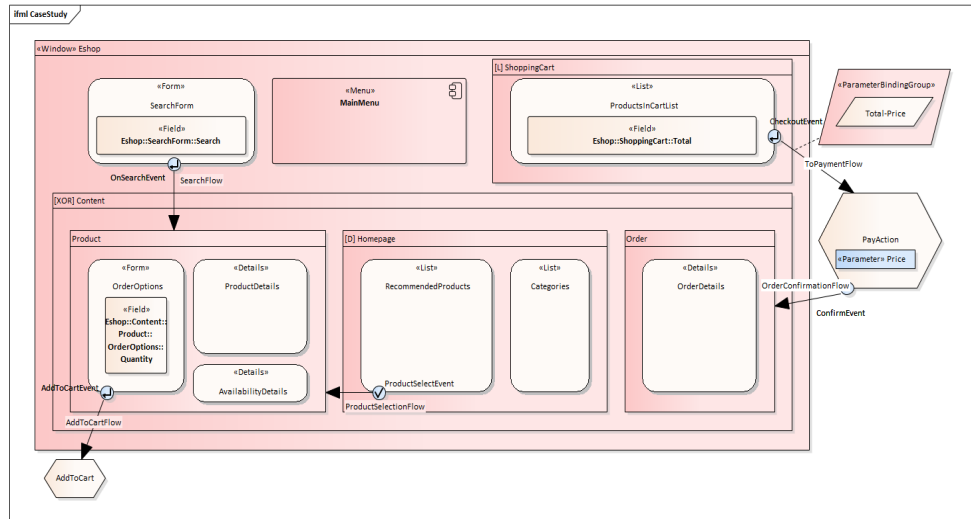 ifml CaseStudy
«Window» Eshop
«Form»
SearchForm
«Field»
Eshop::SearchForm::Search
OnSearchEvent
SearchFlow
«Menu»
MainMenu
[L] ShoppingCart
«List»
ProductsInCartList
«Field»
Eshop::ShoppingCart::Total
CheckoutEvent
«ParameterBindingGroup»
Total-Price
ToPaymentFlow
PayAction
«Parameter» Price
OrderConfirmationFlow
ConfirmEvent
[XOR] Content
Product
«Form»
OrderOptions
«Field»
Eshop::Content::
Product::
OrderOptions::
Quantity
AddToCartEvent
AddToCartFlow
AddToCart
«Details»
ProductDetails
«Details»
AvailabilityDetails
[D] Homepage
«List»
RecommendedProducts
ProductSelectEvent
ProductSelectionFlow
«List»
Categories
Order
«Details»
OrderDetails